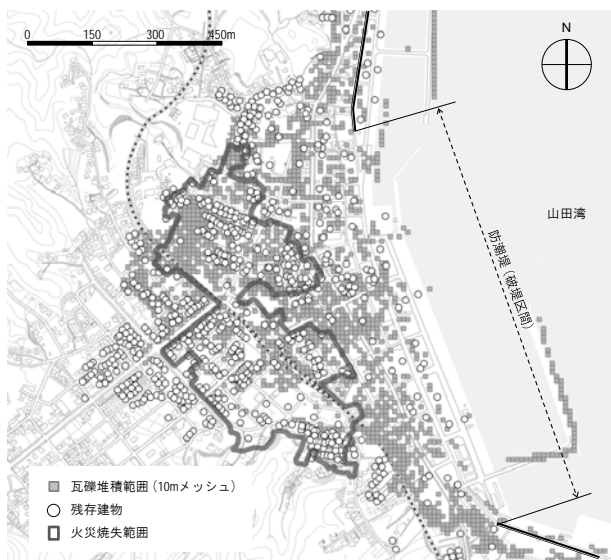 0 150 300 450m
N
山田湾
防潮堤（破堤区間）
瓦礫堆積範囲（10mメッシュ）
残存建物
火災焼失範囲